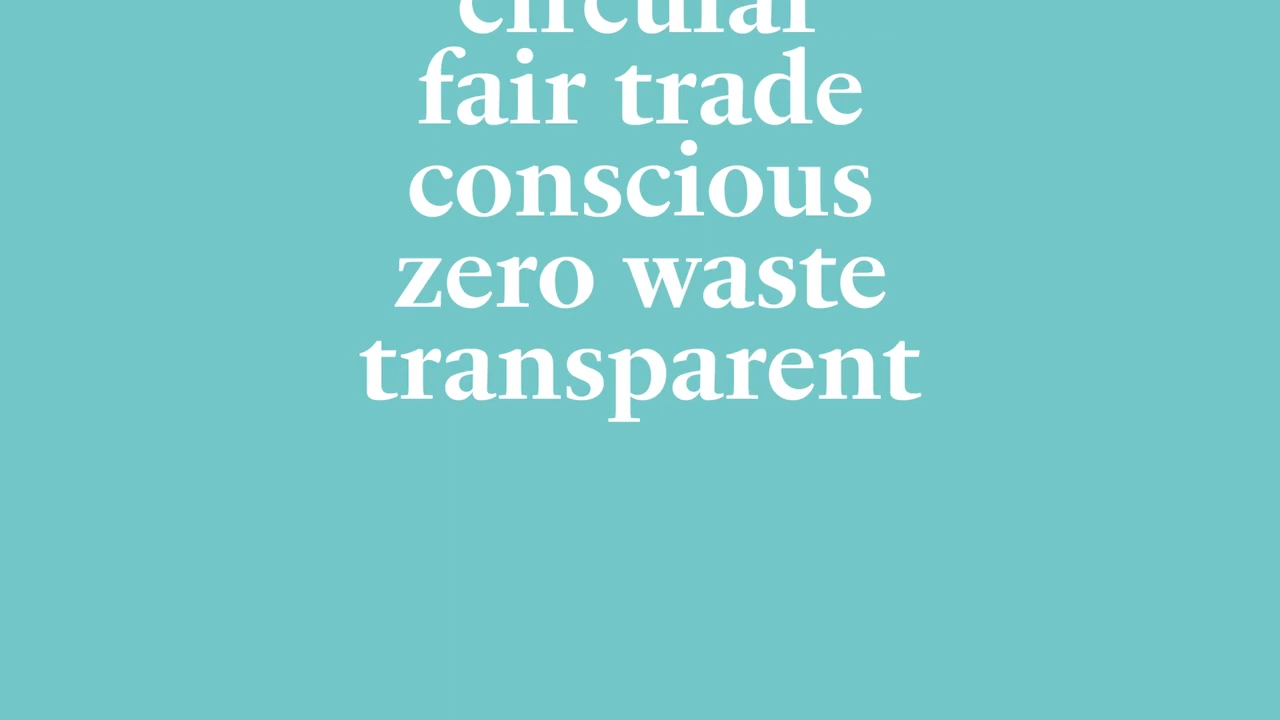 circular
fair trade
conscious
zero waste
transparent